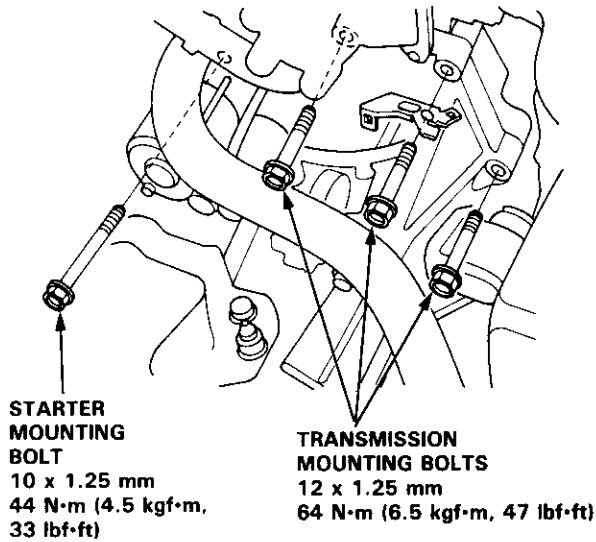 STARTER
MOUNTING
BOLT
10 x 1.25 mm
44 N·m (4.5 kgf·m,
33 lbf·ft)
TRANSMISSION
MOUNTING BOLTS
12 x 1.25 mm
64 N·m (6.5 kgf·m, 47 lbf·ft)